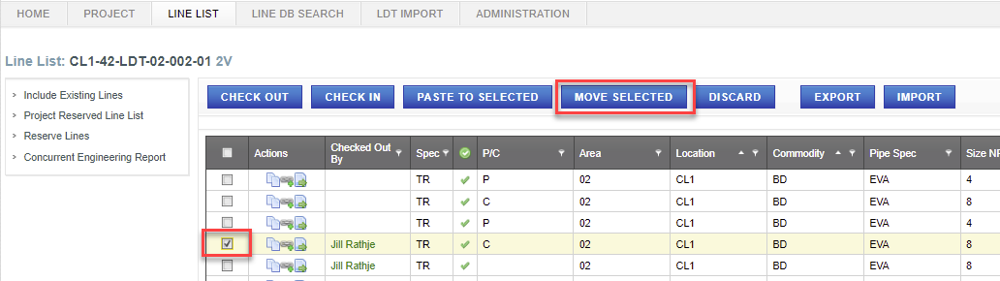 HOME PROJECT LINE LIST LINE DB SEARCH LDT IMPORT ADMINISTRATION
Line List: CL1-42-LDT-02-002-01 2V
Include Existing Lines
Project Reserved Line List
Reserve Lines
Concurrent Engineering Report
CHECK OUT CHECK IN PASTE TO SELECTED MOVE SELECTED DISCARD EXPORT IMPORT
Actions Checked Out By Spec P/C Area Location Commodity Pipe Spec Size NP
TR P 02 CL1 BD EVA 4
TR C 02 CL1 BD EVA 8
TR P 02 CL1 BD EVA 4
Jill Rathje TR C 02 CL1 BD EVA 8
Jill Rathje TR 02 CL1 BD EVA 8